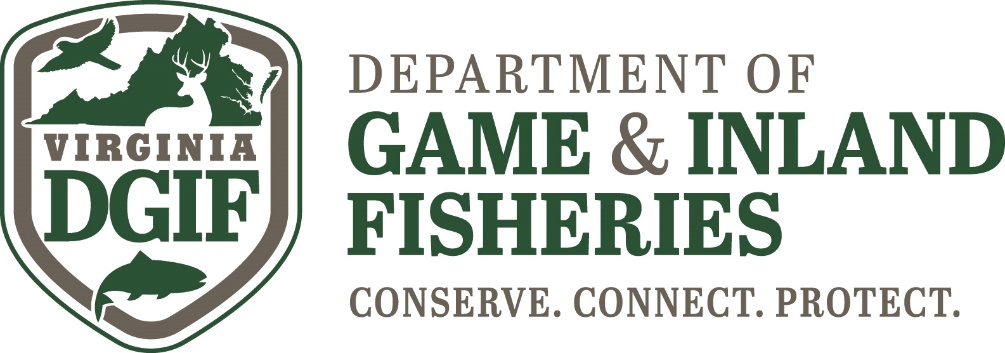 VIRGINIA
DGIF
DEPARTMENT OF
GAME & INLAND
FISHERIES
CONSERVE. CONNECT. PROTECT.